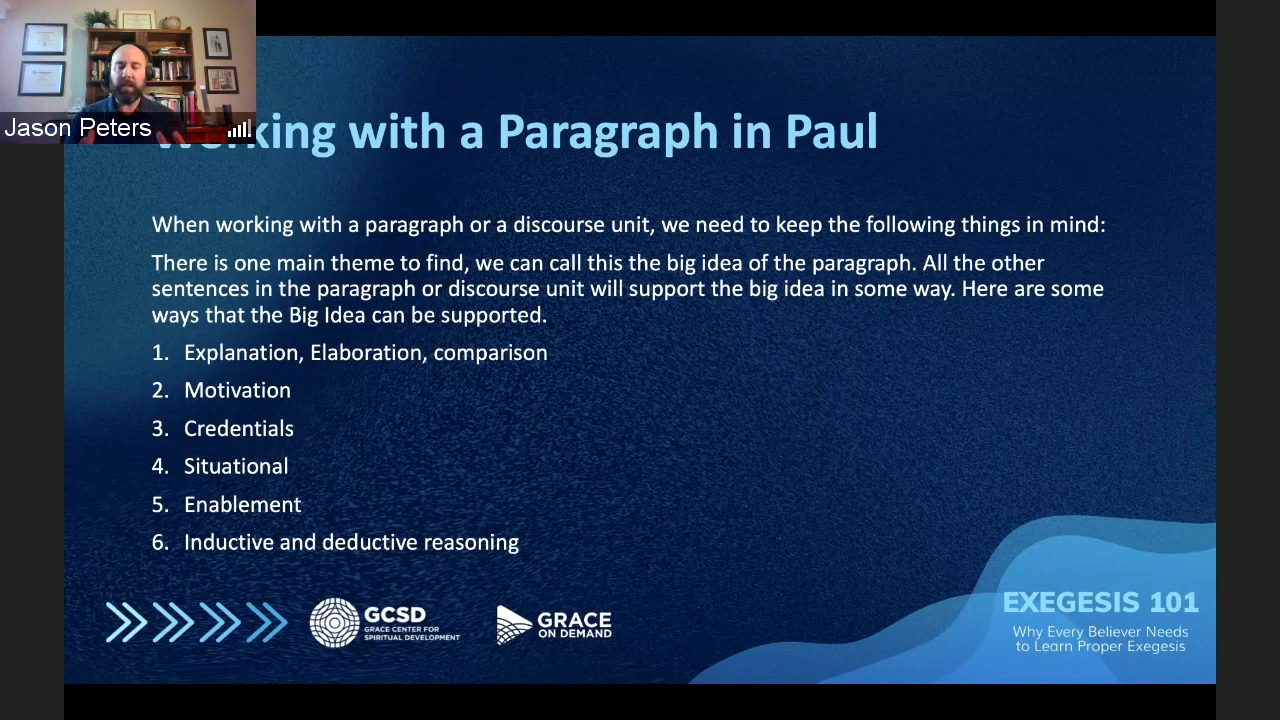 Jason Peters
Working with a Paragraph in Paul
When working with a paragraph or a discourse unit, we need to keep the following things in mind:
There is one main theme to find, we can call this the big idea of the paragraph. All the other
sentences in the paragraph or discourse unit will support the big idea in some way. Here are some
ways that the Big Idea can be supported.
1. Explanation, Elaboration, comparison
2. Motivation
3. Credentials
4. Situational
5. Enablement
6. Inductive and deductive reasoning
GCSD
GRACE CENTER FOR
SPIRITUAL DEVELOPMENT
GRACE
ON DEMAND
EXEGESIS 101
Why Every Believer Needs
to Learn Proper Exegesis